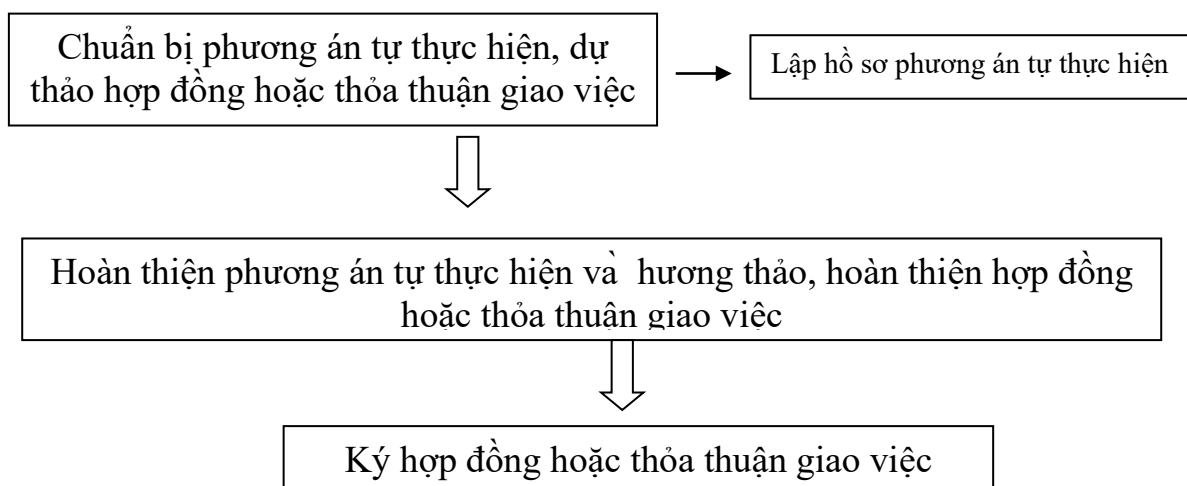 Chuẩn bị phương án tự thực hiện, dự
thảo hợp đồng hoặc thỏa thuận giao việc
Lập hồ sơ phương án tự thực hiện
Hoàn thiện phương án tự thực hiện và hương thảo, hoàn thiện hợp đồng
hoặc thỏa thuận giao việc
Ký hợp đồng hoặc thỏa thuận giao việc